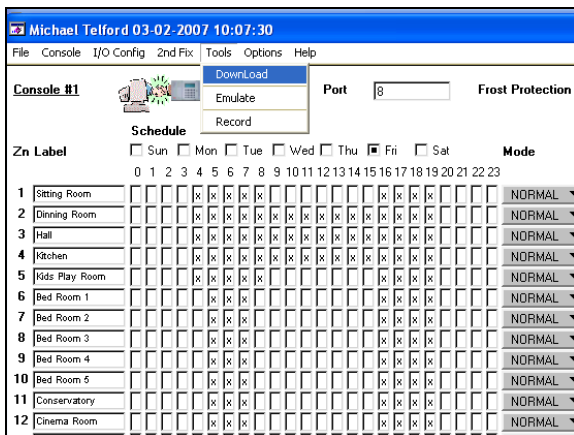 Michael Telford 03-02-2007 10:07:30
File Console I/O Config 2nd Fix Tools Options Help
DownLoad
Emulate
Record
Console #1 Port 8 Frost Protection
Schedule
Zn Label Sun Mon Tue Wed Thu Fri Sat Mode
0 1 2 3 4 5 6 7 8 9 10 11 12 13 14 15 16 17 18 19 20 21 22 23
1 Sitting Room x x x x x x x x x NORMAL
2 Dinning Room x x x x x x x x x x x x x x x x NORMAL
3 Hall x x x x x x x x x x x x x x x x NORMAL
4 Kitchen x x x x x x x x x x x x x x x x NORMAL
5 Kids Play Room x x x x x x x x x NORMAL
6 Bed Room 1 x x x x x x x NORMAL
7 Bed Room 2 x x x x x x x NORMAL
8 Bed Room 3 x x x x x x x NORMAL
9 Bed Room 4 x x x x x x x NORMAL
10 Bed Room 5 x x x x x x x NORMAL
11 Conservatory x x x x x x x NORMAL
12 Cinema Room x x x x x x x NORMAL